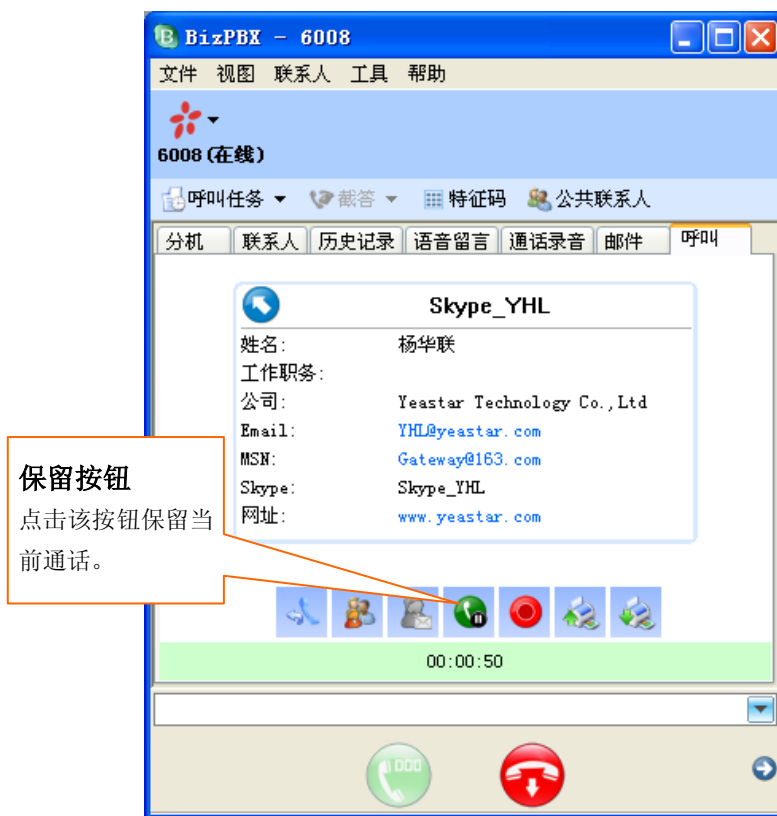 BizPBX - 6008
文件 视图 联系人 工具 帮助
6008 (在线)
呼叫任务 截答 特征码 公共联系人
分机 联系人 历史记录 语音留言 通话录音 邮件 呼叫
Skype_YHL
姓名: 杨华联
工作职务:
公司: Yeastar Technology Co.,Ltd
Email: YHL@yeastar.com
MSN: Gateway@163.com
Skype: Skype_YHL
网址: www.yeastar.com
保留按钮
点击该按钮保留当
前通话。
00:00:50